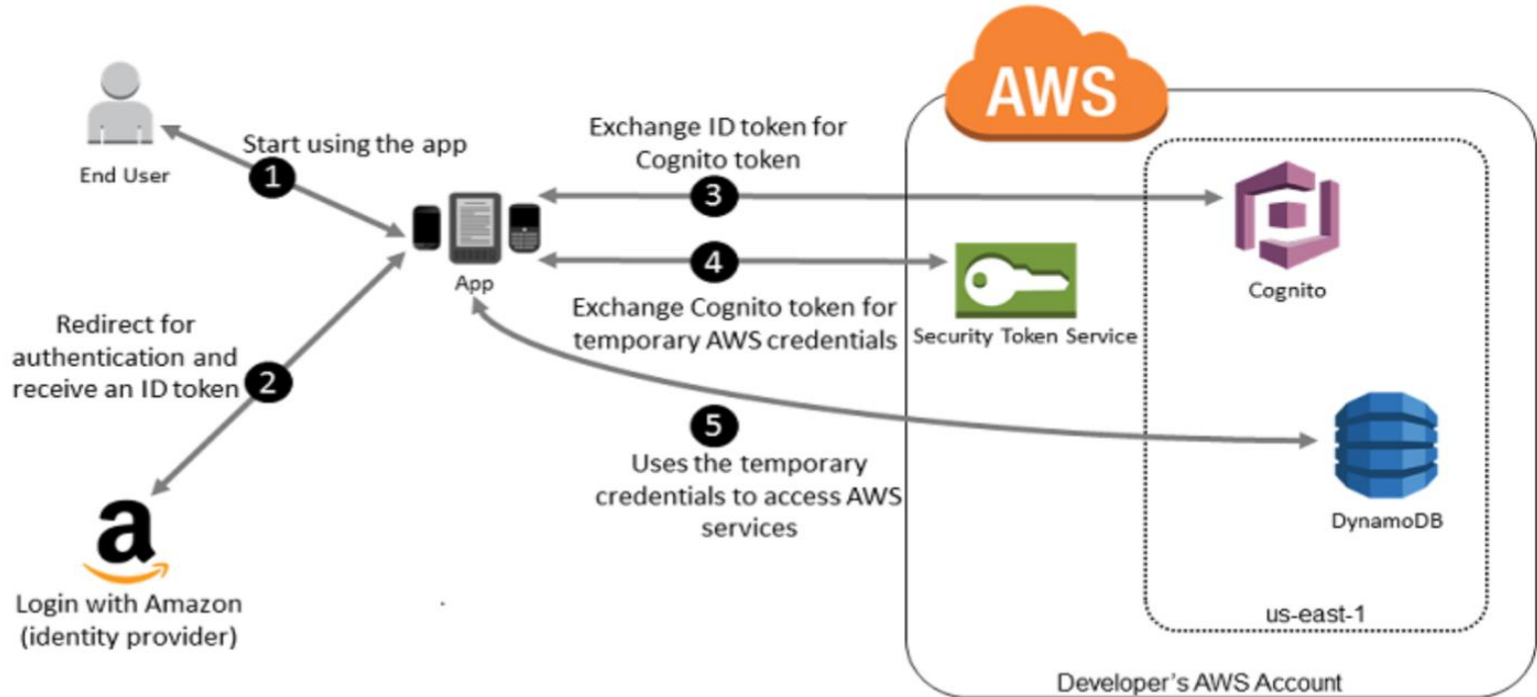 AWS
End User
Start using the app
1
Exchange ID token for
Cognito token
3
4
App
Exchange Cognito token for
temporary AWS credentials
Security Token Service
Cognito
Redirect for
authentication and
receive an ID token
2
5
Uses the temporary
credentials to access AWS
services
DynamoDB
a
Login with Amazon
(identity provider)
us-east-1
Developer's AWS Account